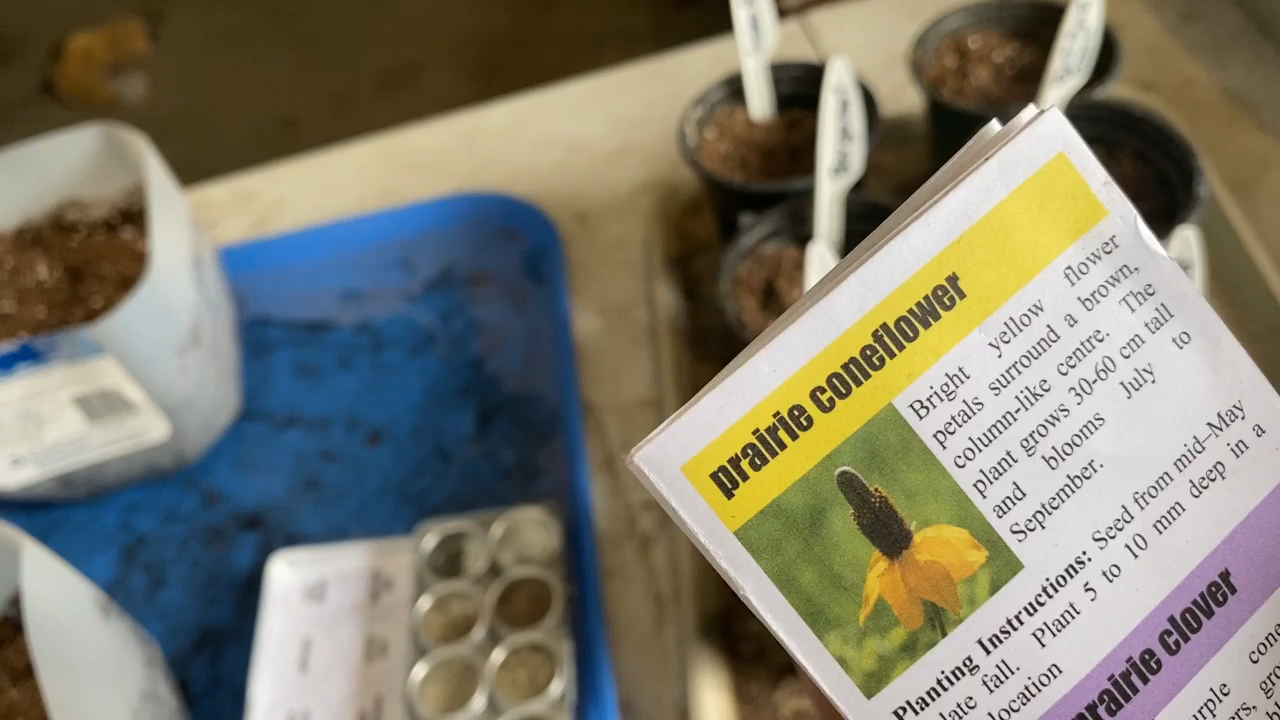 prairie coneflower
Bright yellow flower
petals surround a brown,
column-like centre. The
plant grows 30-60 cm tall
and blooms July to
September.
Planting Instructions: Seed from mid–May
late fall. Plant 5 to 10 mm deep in a
location
prairie clover